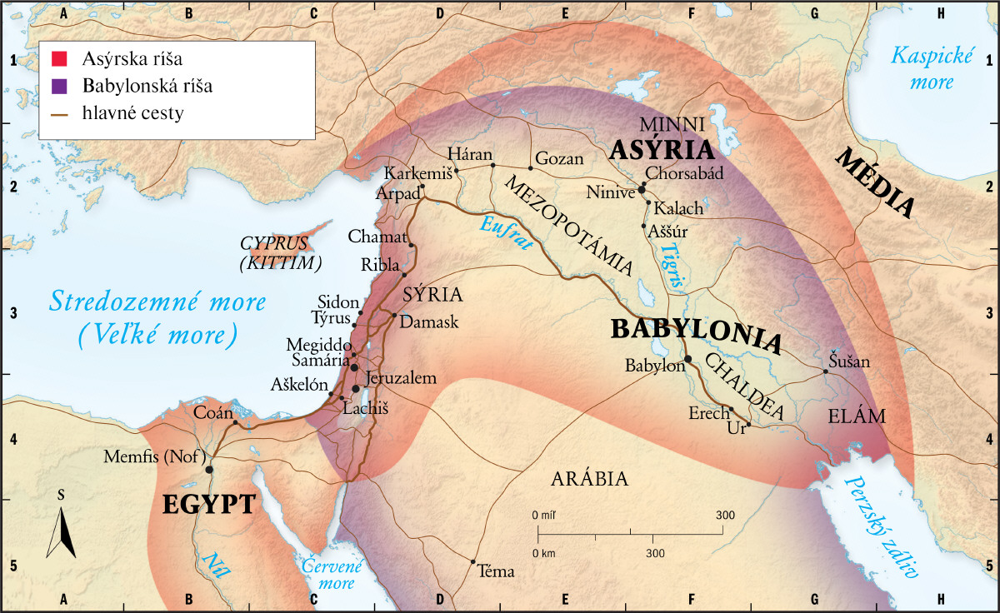 A B C D E F G H
1 1
2 2
3 3
4 4
5 5
Asýrska ríša
Babylonská ríša
hlavné cesty
Kaspické
more
MINNI
ASÝRIA
MÉDIA
Háran
Gozan
Karkemiš
Arpad
Chorsabád
Ninive
Kalach
Aššúr
MEZOPOTÁMIA
Eufrat
Tigris
Chamat
Ribla
CYPRUS
(KITTIM)
Stredozemné more
(Veľké more)
SÝRIA
Sidon
Týrus
Damask
Megiddo
Samária
Jeruzalem
Aškelón
Lachiš
BABYLONIA
Babylon
CHALDEA
Šušan
ELÁM
Erech
Ur
Coán
Memfis (Nof)
EGYPT
ARÁBIA
S
0 míľ 300
0 km 300
Perzský záliv
Níl
Červené
more
Téma
A B C D E F G H